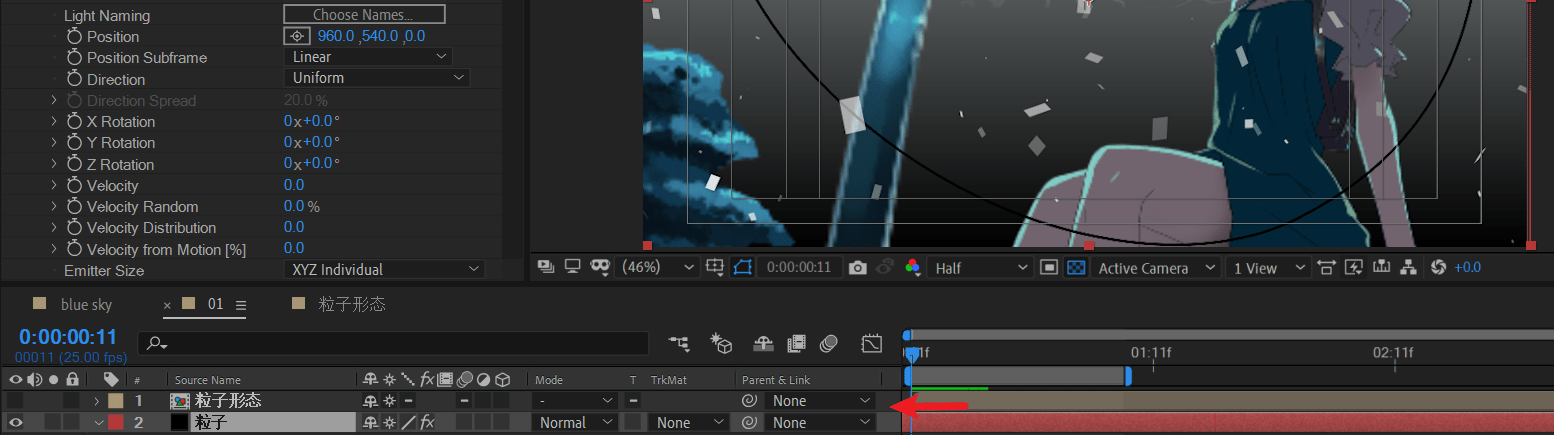 Light Naming Choose Names...
Position 960.0 ,540.0 ,0.0
Position Subframe Linear
Direction Uniform
Direction Spread 20.0 %
X Rotation 0x+0.0°
Y Rotation 0x+0.0°
Z Rotation 0x+0.0°
Velocity 0.0
Velocity Random 0.0 %
Velocity Distribution 0.0
Velocity from Motion [%] 0.0
Emitter Size XYZ Individual
(46%) 0:00:00:11 Half Active Camera 1 View +0.0
blue sky × 01 粒子形态
0:00:00:11
00011 (25.00 fps)
01:11f 02:11f
# Source Name fx Mode T TrkMat Parent & Link
1 粒子形态 - None
2 粒子 fx Normal None None